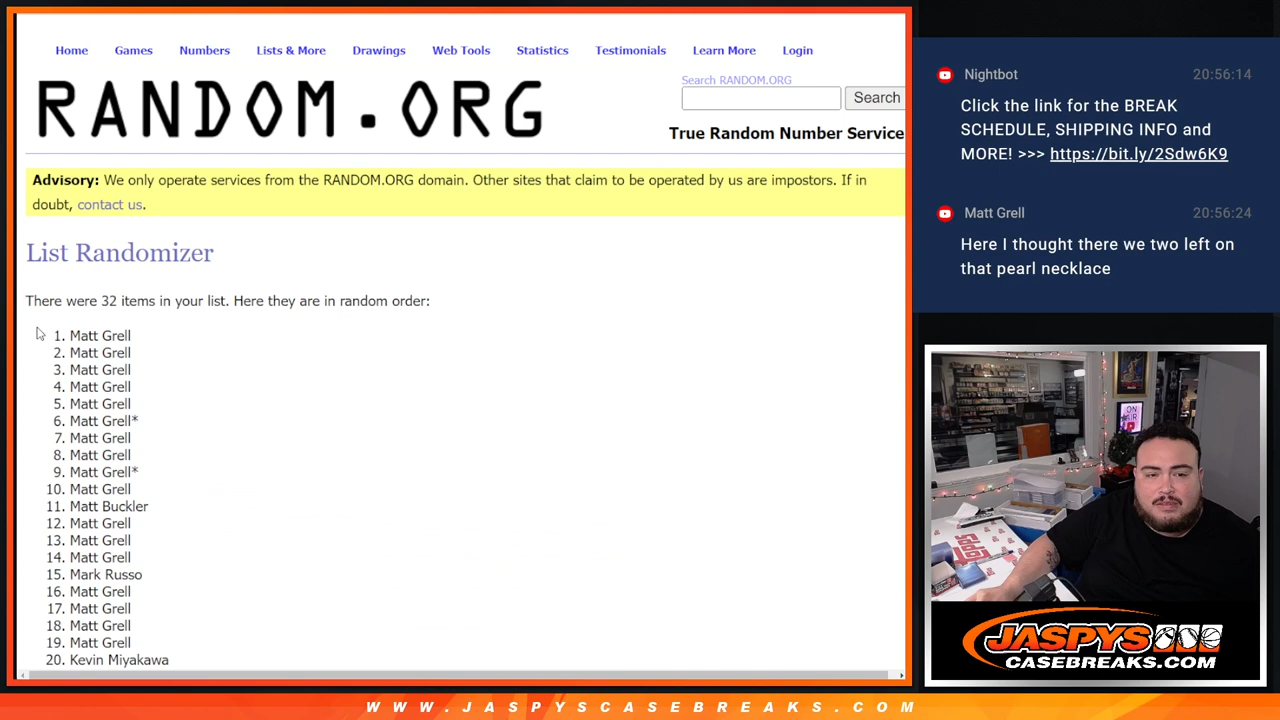 Home Games Numbers Lists & More Drawings Web Tools Statistics Testimonials Learn More Login
RANDOM.ORG
Search RANDOM.ORG
Search
True Random Number Service
Advisory: We only operate services from the RANDOM.ORG domain. Other sites that claim to be operated by us are impostors. If in
doubt, contact us.
List Randomizer
There were 32 items in your list. Here they are in random order:
1. Matt Grell
2. Matt Grell
3. Matt Grell
4. Matt Grell
5. Matt Grell
6. Matt Grell*
7. Matt Grell
8. Matt Grell
9. Matt Grell*
10. Matt Grell
11. Matt Buckler
12. Matt Grell
13. Matt Grell
14. Matt Grell
15. Mark Russo
16. Matt Grell
17. Matt Grell
18. Matt Grell
19. Matt Grell
20. Kevin Miyakawa
Nightbot 20:56:14
Click the link for the BREAK
SCHEDULE, SHIPPING INFO and
MORE! >>> https://bit.ly/2Sdw6K9
Matt Grell 20:56:24
Here I thought there we two left on
that pearl necklace
ON
AIR
TOPPS
JASPYS
CASEBREAKS.COM
WWW.JASPYSCASEBREAKS.COM